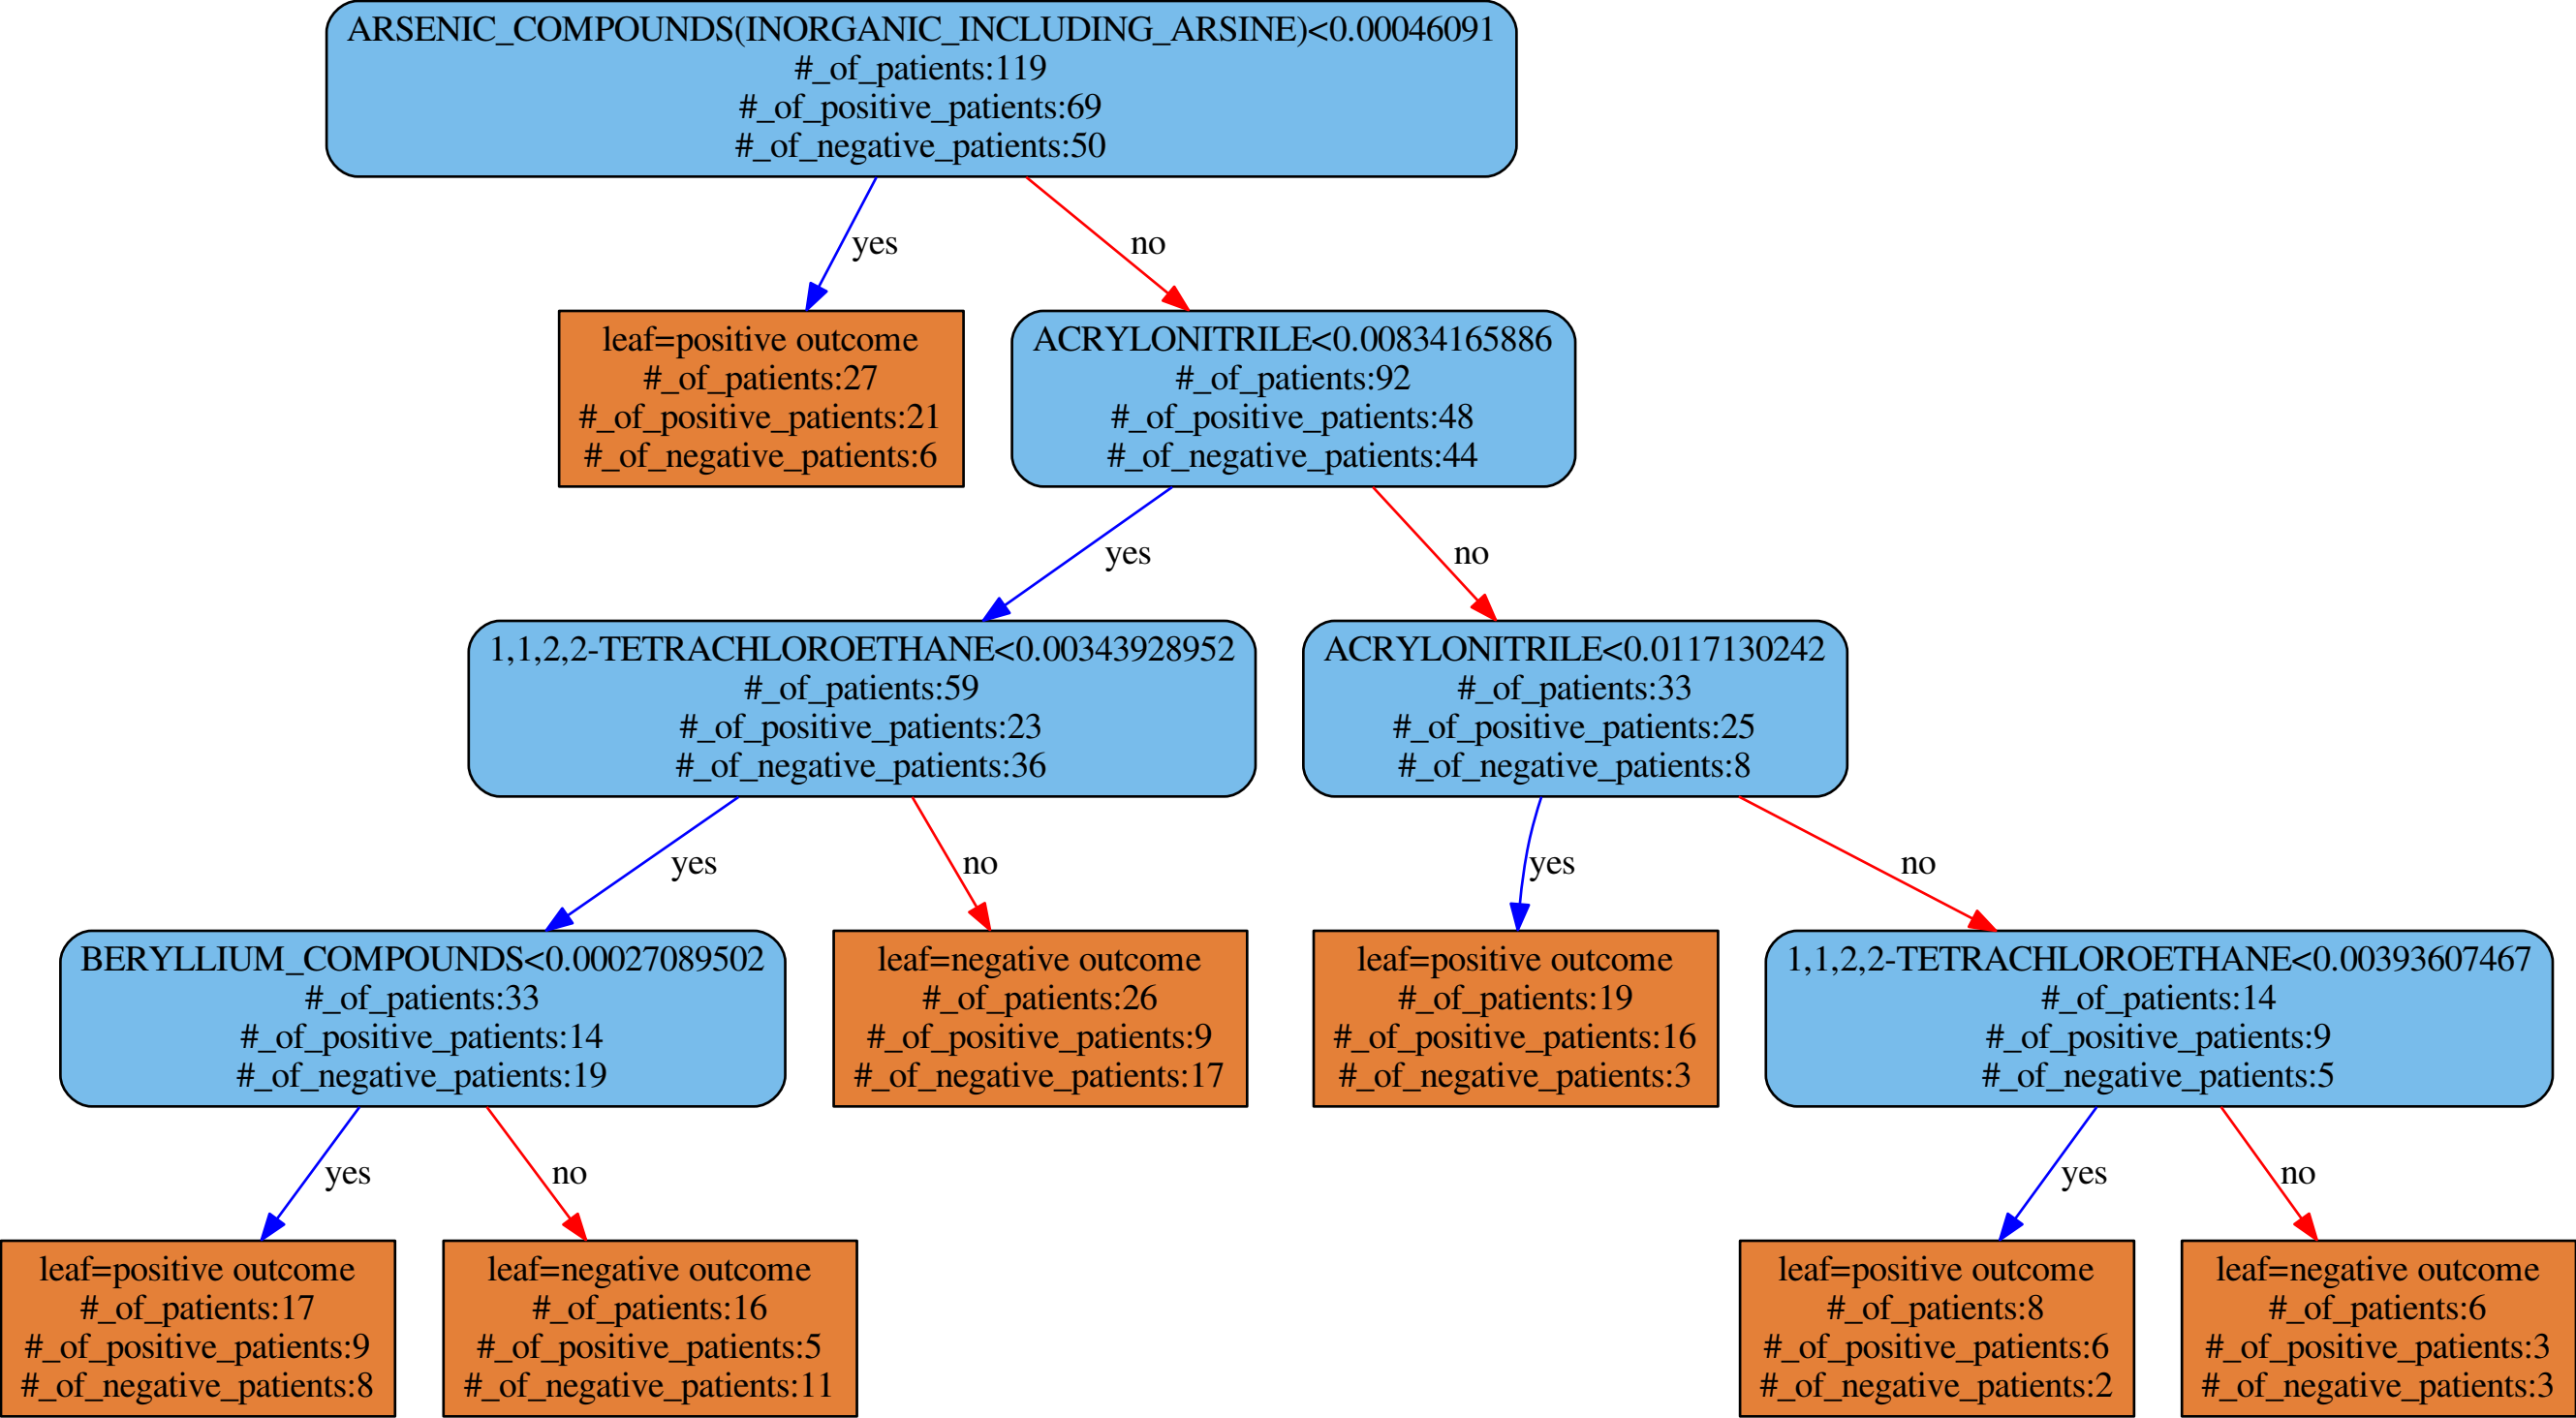 ARSENIC_COMPOUNDS(INORGANIC_INCLUDING_ARSINE)<0.00046091
#_of_patients:119
#_of_positive_patients:69
#_of_negative_patients:50
yes
no
leaf=positive outcome
#_of_patients:27
#_of_positive_patients:21
#_of_negative_patients:6
ACRYLONITRILE<0.00834165886
#_of_patients:92
#_of_positive_patients:48
#_of_negative_patients:44
yes
no
1,1,2,2-TETRACHLOROETHANE<0.00343928952
#_of_patients:59
#_of_positive_patients:23
#_of_negative_patients:36
ACRYLONITRILE<0.0117130242
#_of_patients:33
#_of_positive_patients:25
#_of_negative_patients:8
yes
no
yes
no
BERYLLIUM_COMPOUNDS<0.00027089502
#_of_patients:33
#_of_positive_patients:14
#_of_negative_patients:19
leaf=negative outcome
#_of_patients:26
#_of_positive_patients:9
#_of_negative_patients:17
leaf=positive outcome
#_of_patients:19
#_of_positive_patients:16
#_of_negative_patients:3
1,1,2,2-TETRACHLOROETHANE<0.00393607467
#_of_patients:14
#_of_positive_patients:9
#_of_negative_patients:5
yes
no
yes
no
leaf=positive outcome
#_of_patients:17
#_of_positive_patients:9
#_of_negative_patients:8
leaf=negative outcome
#_of_patients:16
#_of_positive_patients:5
#_of_negative_patients:11
leaf=positive outcome
#_of_patients:8
#_of_positive_patients:6
#_of_negative_patients:2
leaf=negative outcome
#_of_patients:6
#_of_positive_patients:3
#_of_negative_patients:3